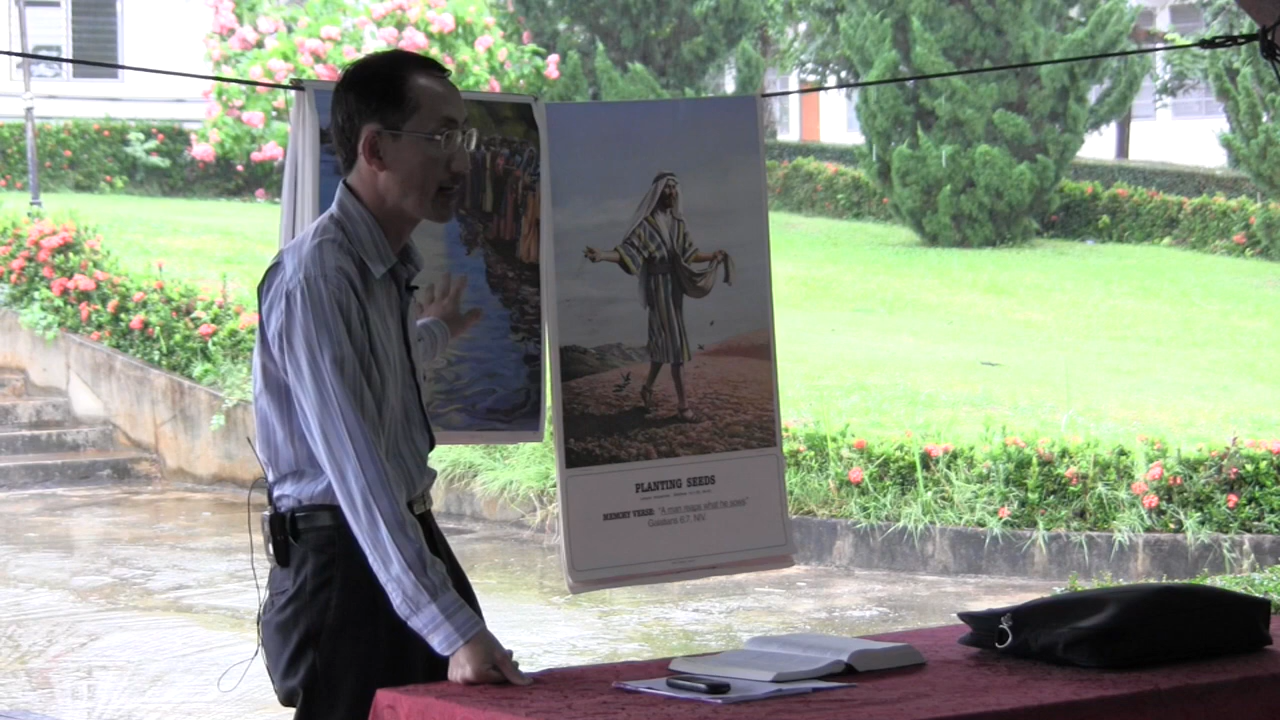 PLANTING SEEDS
MEMORY VERSE: "A man reaps what he sows"
Galatians 6:7, NIV.